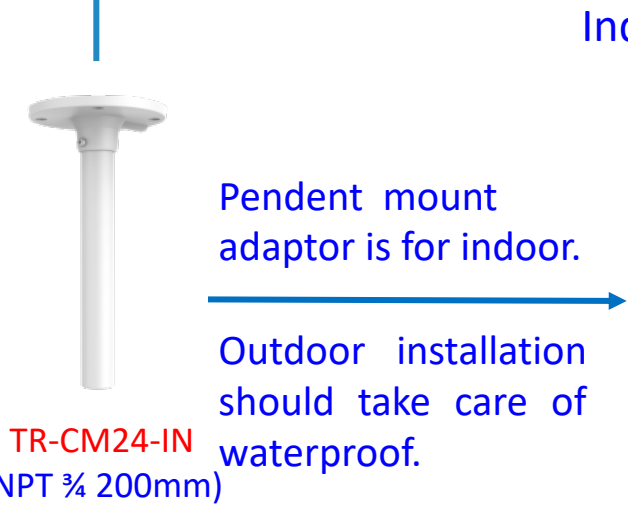 Pendent mount
adaptor is for indoor.
Outdoor installation
should take care of
waterproof.
TR-CM24-IN
NPT ¾ 200mm)